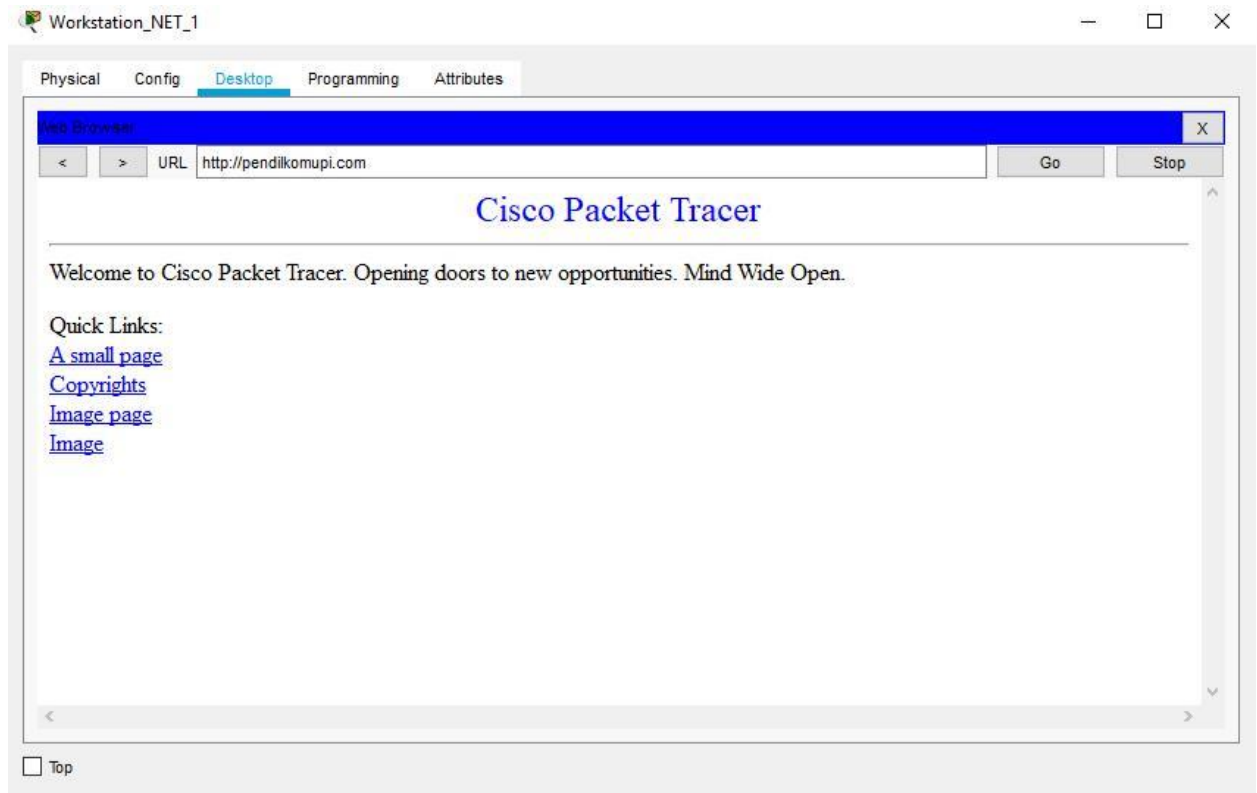 Workstation_NET_1
Physical Config Desktop Programming Attributes
Web Browser X
< > URL http://pendilkomupi.com Go Stop
Cisco Packet Tracer
Welcome to Cisco Packet Tracer. Opening doors to new opportunities. Mind Wide Open.
Quick Links:
A small page
Copyrights
Image page
Image
Top